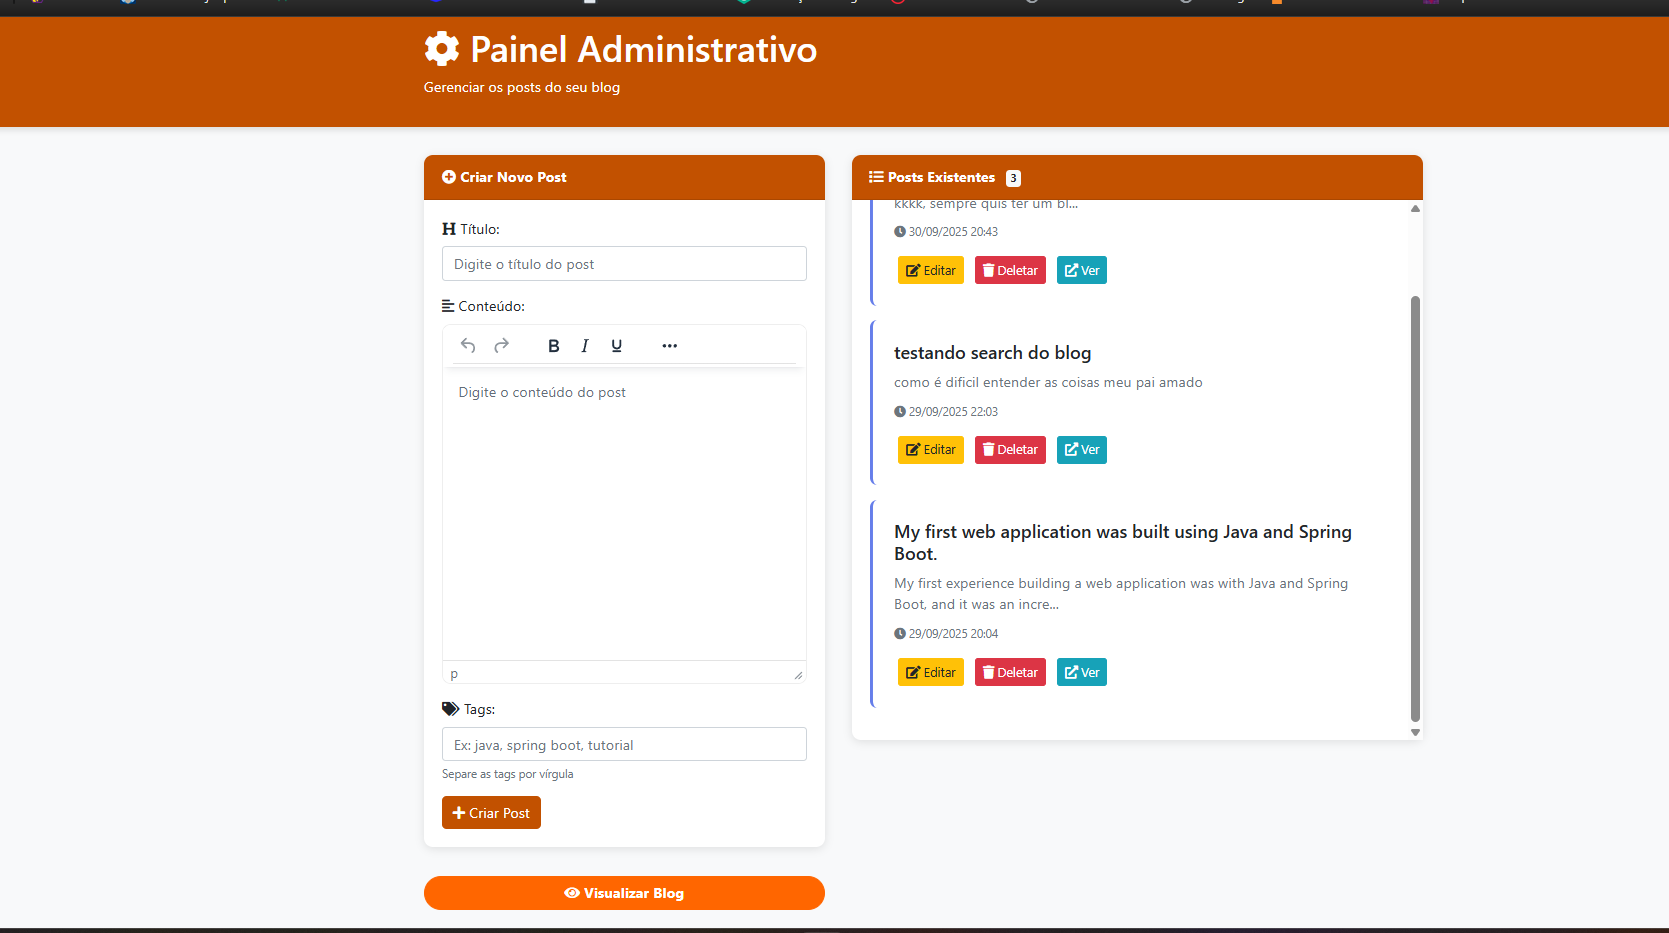 Painel Administrativo
Gerenciar os posts do seu blog
Criar Novo Post
Título:
Digite o título do post
Conteúdo:
B I U ...
Digite o conteúdo do post
p
Tags:
Ex: java, spring boot, tutorial
Separe as tags por vírgula
Criar Post
Visualizar Blog
Posts Existentes 3
kkkk, sempre quis ter um bl...
30/09/2025 20:43
Editar Deletar Ver
testando search do blog
como é dificil entender as coisas meu pai amado
29/09/2025 22:03
Editar Deletar Ver
My first web application was built using Java and Spring
Boot.
My first experience building a web application was with Java and Spring
Boot, and it was an incre...
29/09/2025 20:04
Editar Deletar Ver